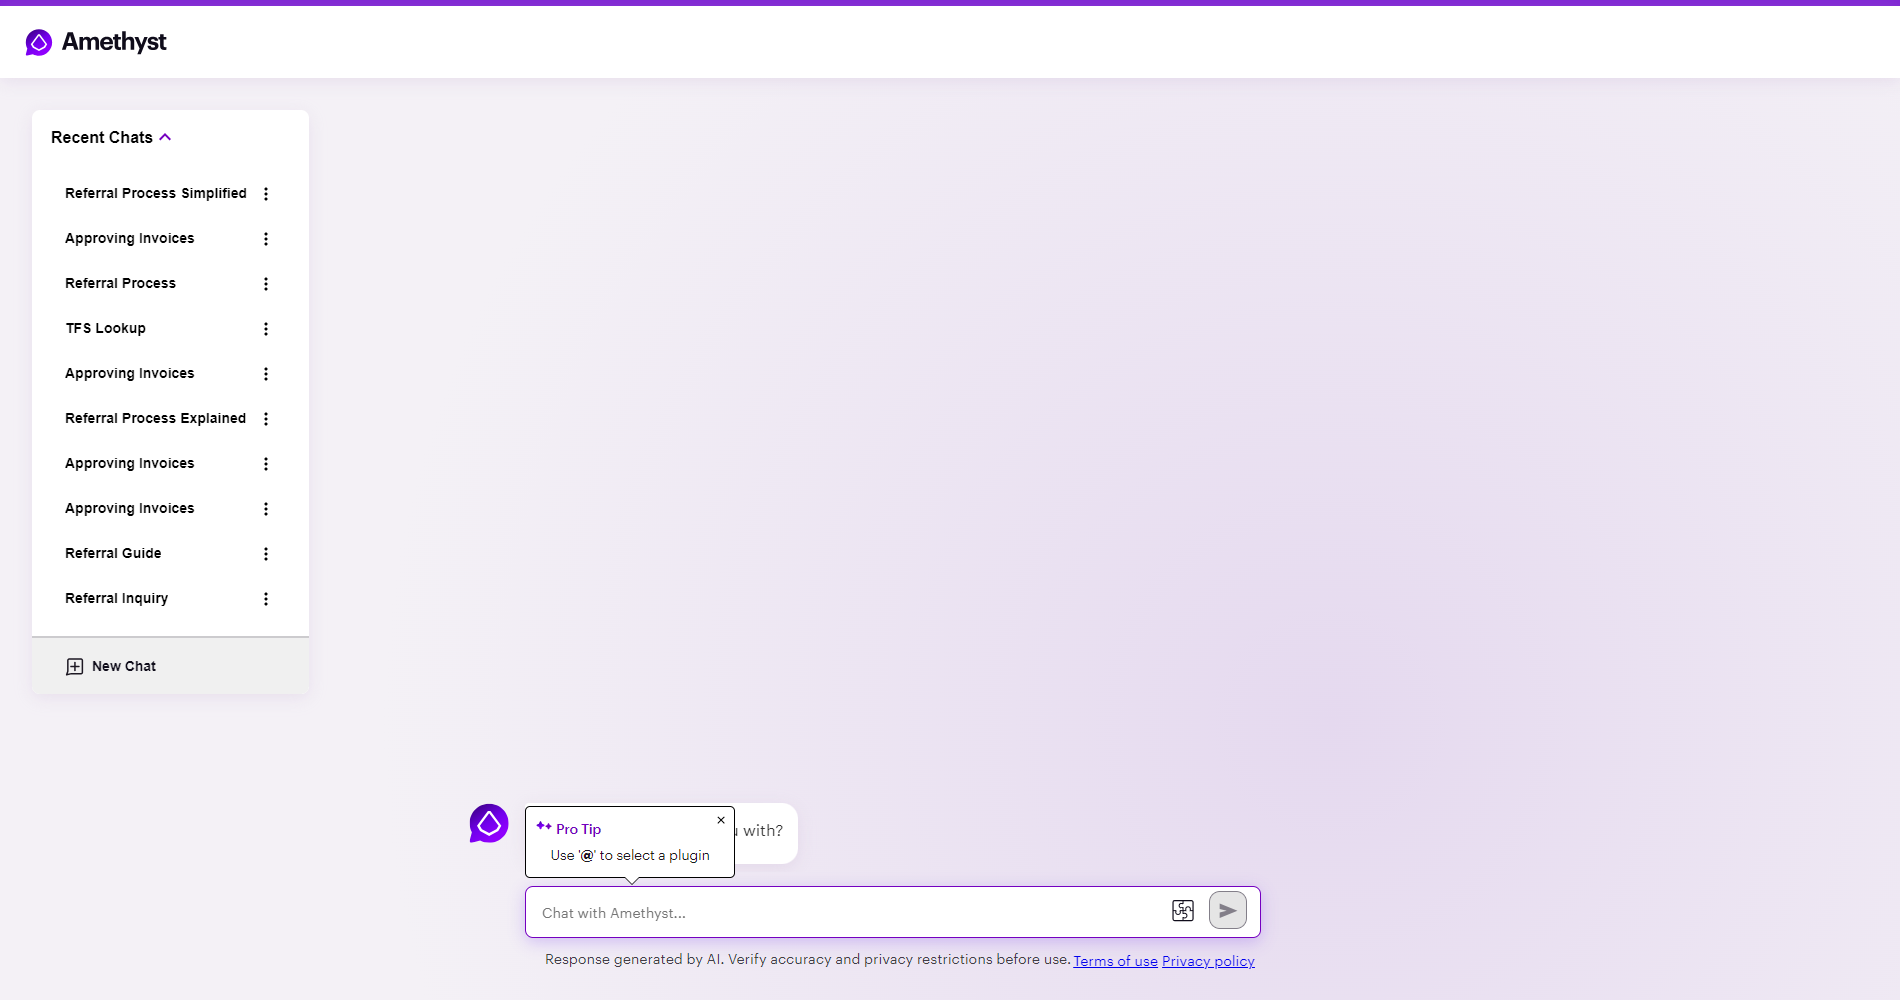 Amethyst
Recent Chats
Referral Process Simplified
Approving Invoices
Referral Process
TFS Lookup
Approving Invoices
Referral Process Explained
Approving Invoices
Approving Invoices
Referral Guide
Referral Inquiry
New Chat
Pro Tip
Use '@' to select a plugin
with?
Chat with Amethyst...
Response generated by AI. Verify accuracy and privacy restrictions before use. Terms of use Privacy policy